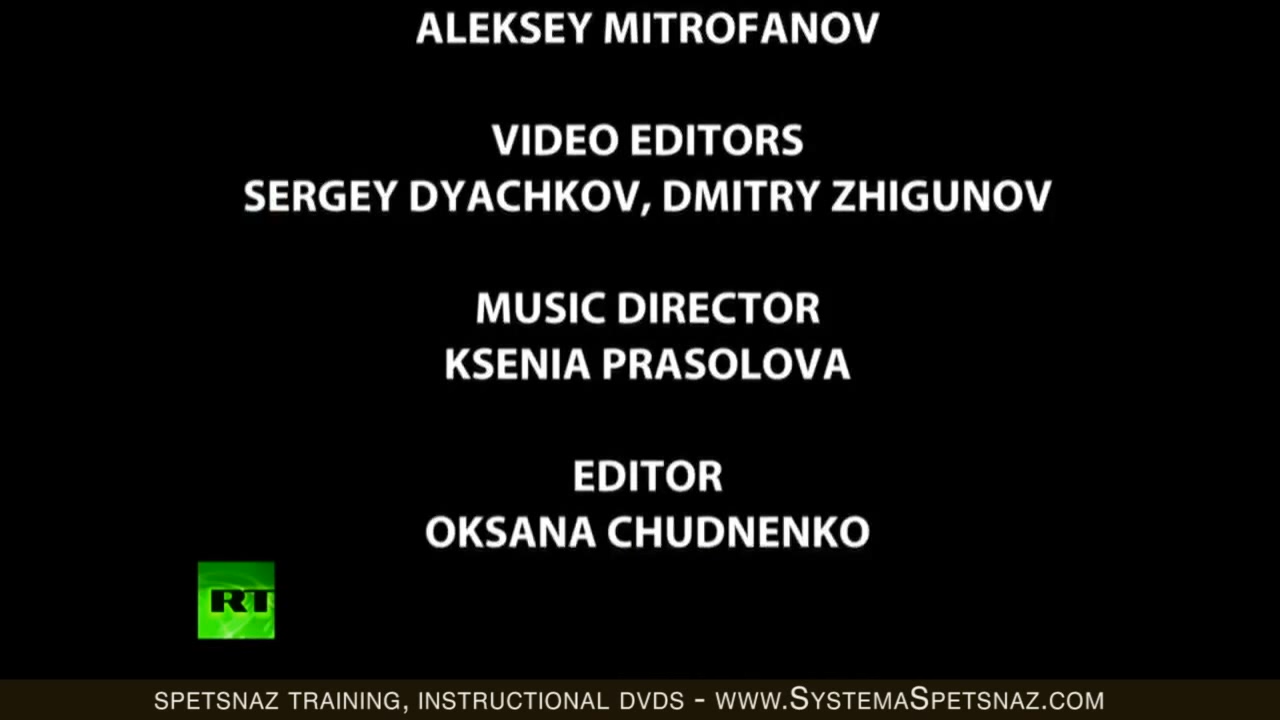 ALEKSEY MITROFANOV
VIDEO EDITORS
SERGEY DYACHKOV, DMITRY ZHIGUNOV
MUSIC DIRECTOR
KSENIA PRASOLOVA
EDITOR
OKSANA CHUDNENKO
RT
SPETSNAZ TRAINING, INSTRUCTIONAL DVDS - WWW.SYSTEMASPETSNAZ.COM